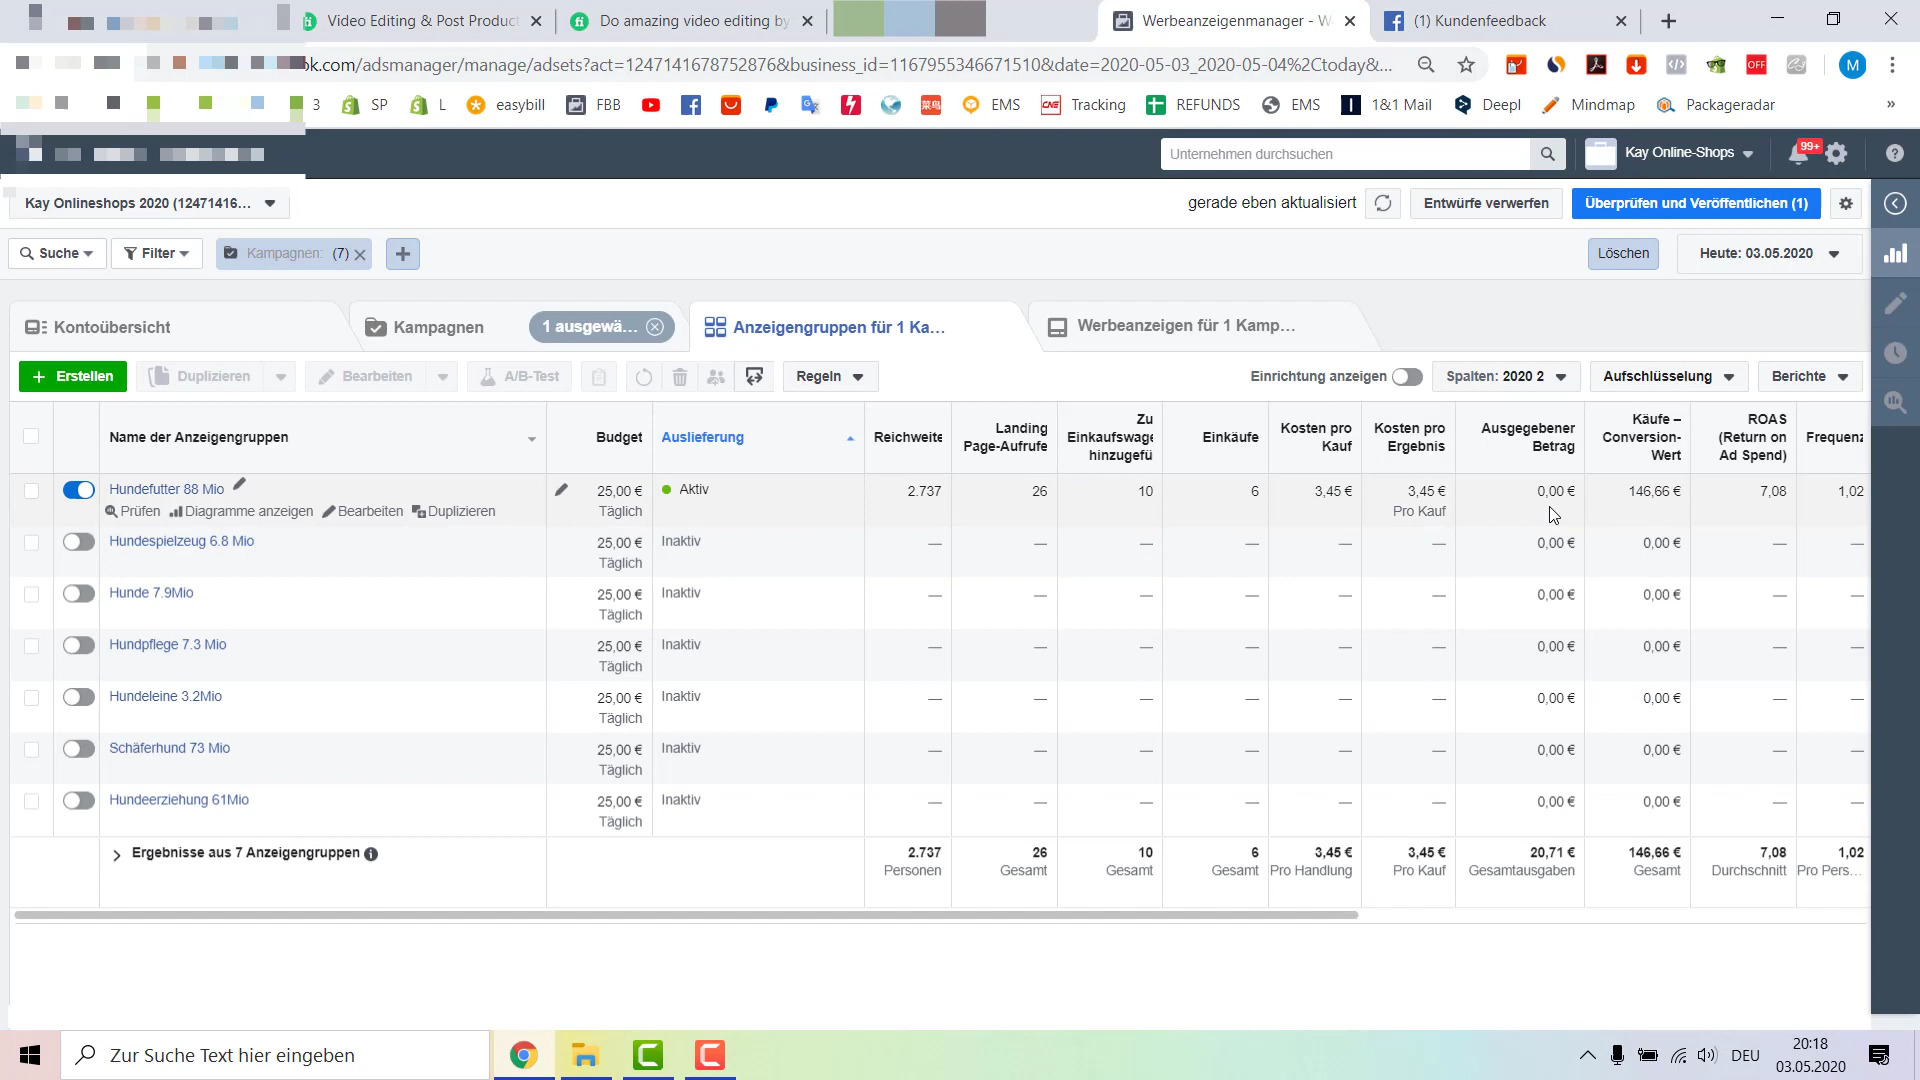 Video Editing & Post Product
Do amazing video editing by
Werbeanzeigenmanager - W
(1) Kundenfeedback
ok.com/adsmanager/manage/adsets?act=1247141678752876&business_id=1167955346671510&date=2020-05-03_2020-05-04%2Ctoday&...
OFF
M
3
SP
L
easybill
FBB
EMS
Tracking
REFUNDS
EMS
1&1 Mail
Deepl
Mindmap
Packageradar
»
Unternehmen durchsuchen
Kay Online-Shops
99+
Kay Onlineshops 2020 (12471416...
gerade eben aktualisiert
Entwürfe verwerfen
Überprüfen und Veröffentlichen (1)
Suche
Filter
Kampagnen: (7)
Löschen
Heute: 03.05.2020
Kontoübersicht
Kampagnen
1 ausgewä...
Anzeigengruppen für 1 Ka...
Werbeanzeigen für 1 Kamp...
+ Erstellen
Duplizieren
Bearbeiten
A/B-Test
Regeln
Einrichtung anzeigen
Spalten: 2020 2
Aufschlüsselung
Berichte
Name der Anzeigengruppen
Budget
Auslieferung
Reichweite
Landing Page-Aufrufe
Zu Einkaufswage hinzugefü
Einkäufe
Kosten pro Kauf
Kosten pro Ergebnis
Ausgegebener Betrag
Käufe – Conversion-Wert
ROAS (Return on Ad Spend)
Frequenz
Hundefutter 88 Mio
25,00 € Aktiv 2.737 26 10 6 3,45 € 3,45 € 0,00 € 146,66 € 7,08 1,02
Prüfen Diagramme anzeigen Bearbeiten Duplizieren Täglich Pro Kauf
Hundespielzeug 6.8 Mio 25,00 € Inaktiv — — — — — — 0,00 € 0,00 € — —
Täglich
Hunde 7.9Mio 25,00 € Inaktiv — — — — — — 0,00 € 0,00 € — —
Täglich
Hundpflege 7.3 Mio 25,00 € Inaktiv — — — — — — 0,00 € 0,00 € — —
Täglich
Hundeleine 3.2Mio 25,00 € Inaktiv — — — — — — 0,00 € 0,00 € — —
Täglich
Schäferhund 73 Mio 25,00 € Inaktiv — — — — — — 0,00 € 0,00 € — —
Täglich
Hundeerziehung 61Mio 25,00 € Inaktiv — — — — — — 0,00 € 0,00 € — —
Täglich
Ergebnisse aus 7 Anzeigengruppen 2.737 26 10 6 3,45 € 3,45 € 20,71 € 146,66 € 7,08 1,02
Personen Gesamt Gesamt Gesamt Pro Handlung Pro Kauf Gesamtausgaben Gesamt Durchschnitt Pro Pers...
Zur Suche Text hier eingeben
DEU
20:18
03.05.2020